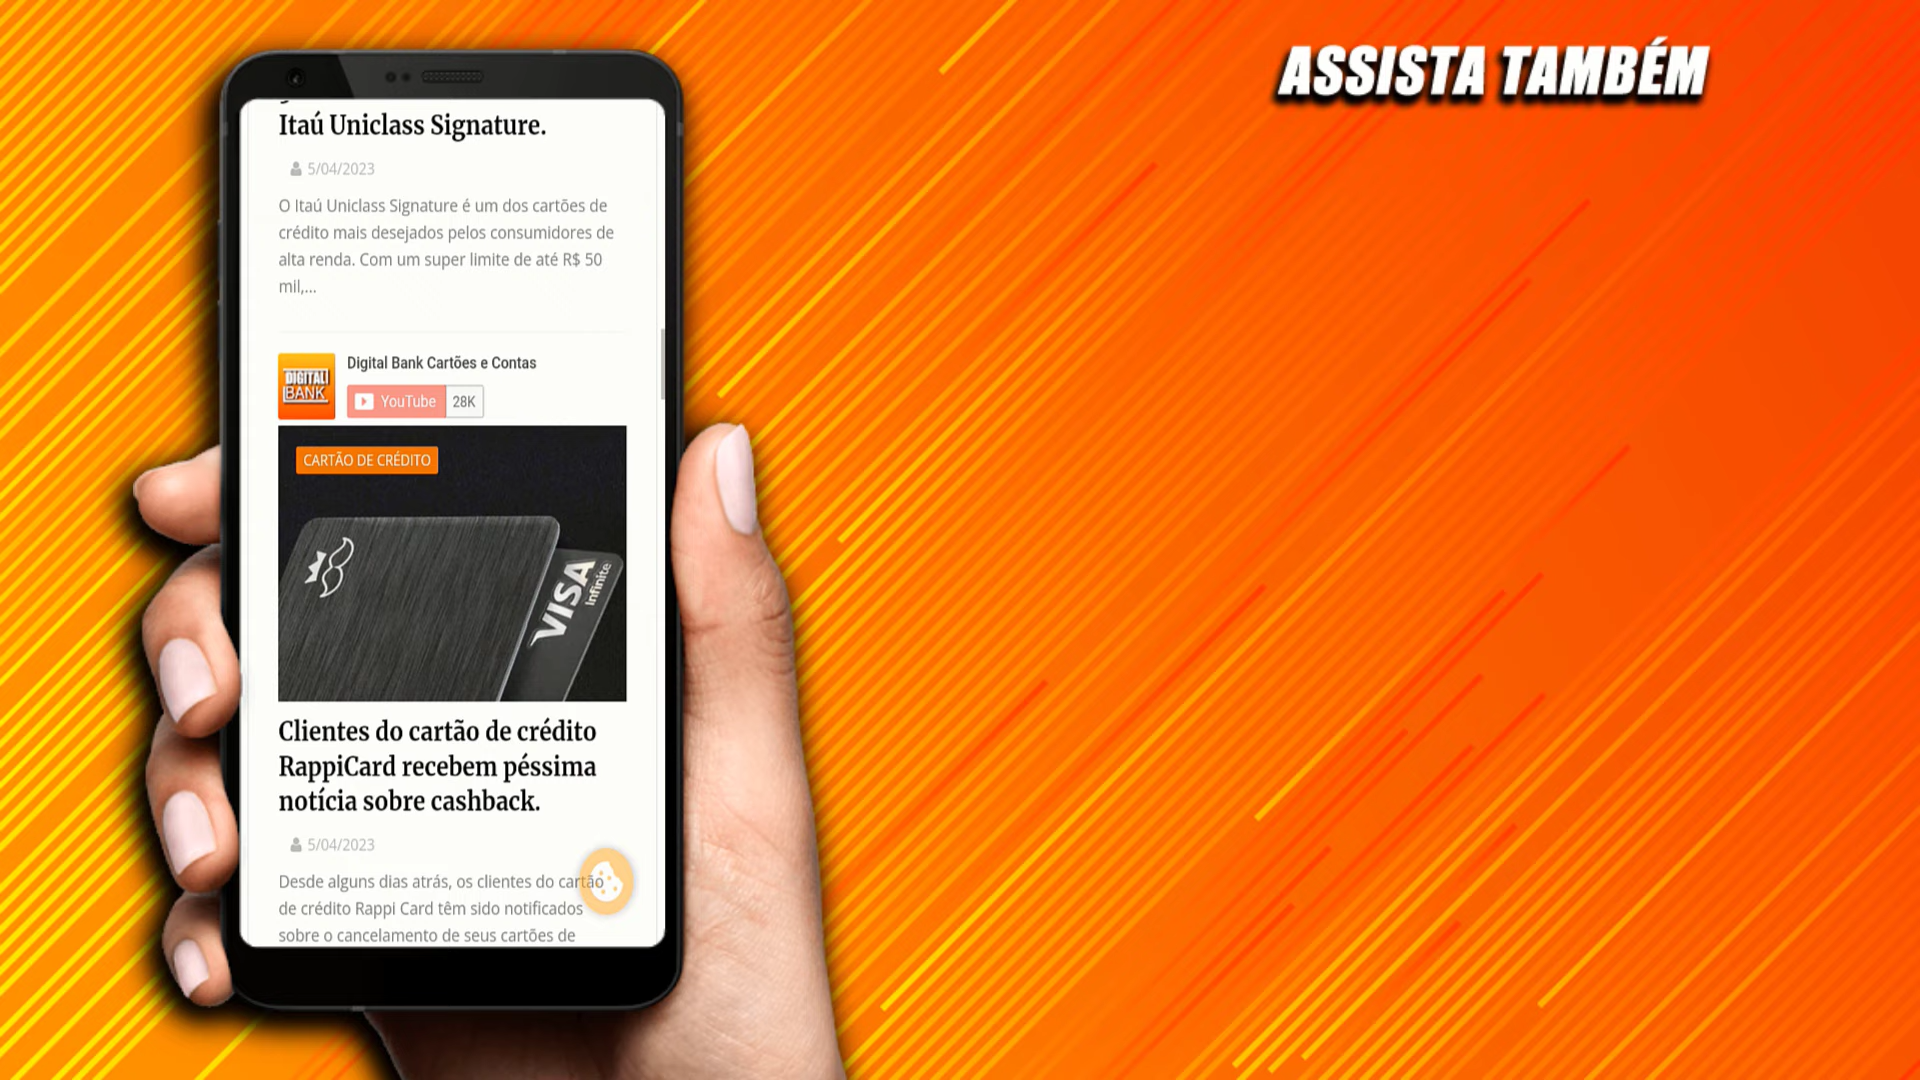 ASSISTA TAMBÉM
Itaú Uniclass Signature.
5/04/2023
O Itaú Uniclass Signature é um dos cartões de
crédito mais desejados pelos consumidores de
alta renda. Com um super limite de até R$ 50
mil,...
Digital Bank Cartões e Contas
DIGITAL
BANK
YouTube 28K
CARTÃO DE CRÉDITO
VISA
Infinite
Clientes do cartão de crédito
RappiCard recebem péssima
notícia sobre cashback.
5/04/2023
Desde alguns dias atrás, os clientes do cartão
de crédito Rappi Card têm sido notificados
sobre o cancelamento de seus cartões de